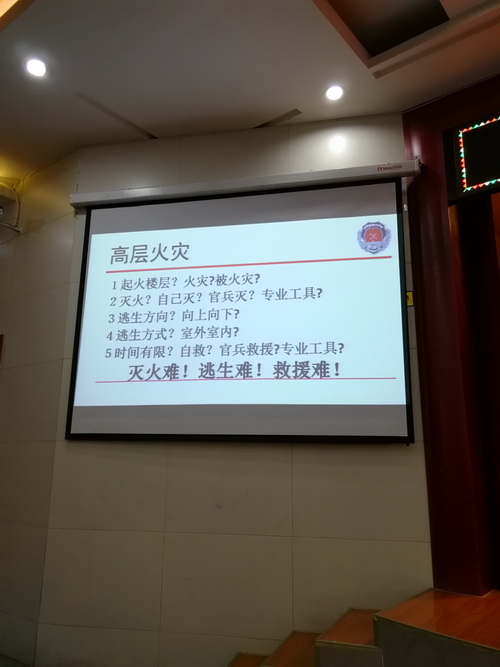 高层火灾
1 起火楼层？火灾?被火灾?
2 灭火？自己灭？官兵灭？专业工具?
3 逃生方向？向上向下?
4 逃生方式？室外室内?
5 时间有限？自救？官兵救援?专业工具?
灭火难！逃生难！救援难！